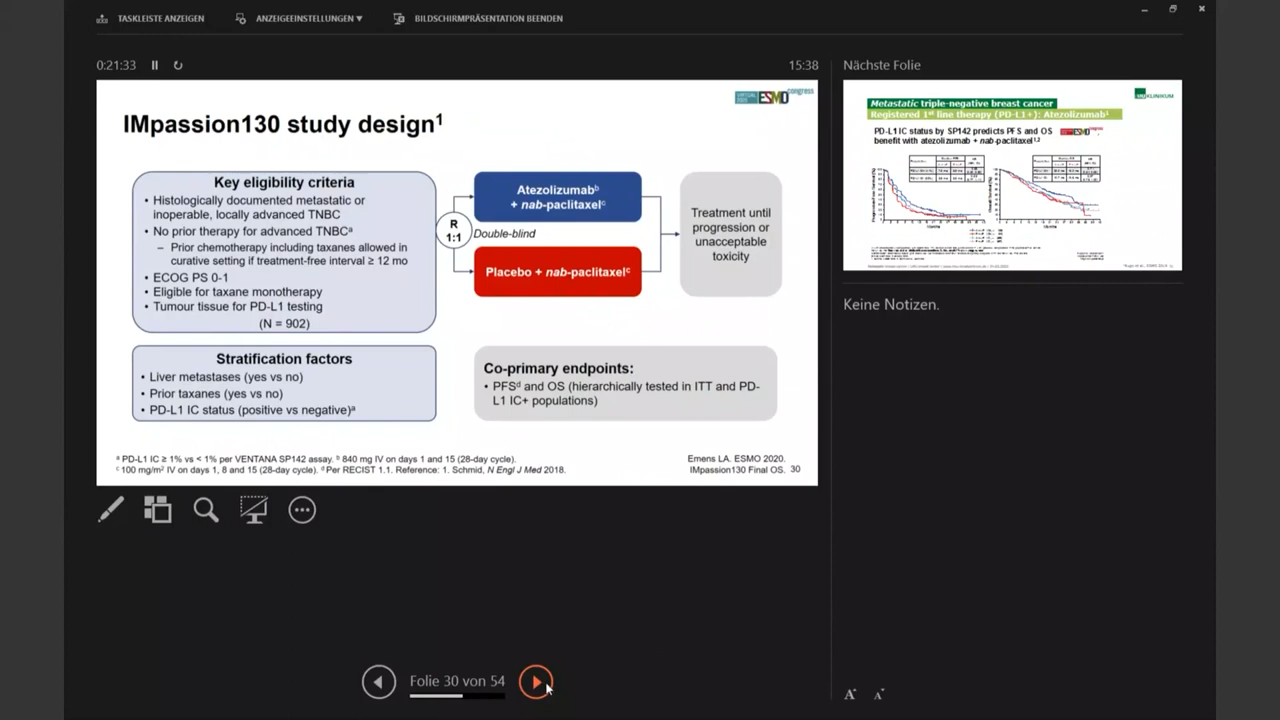 TASKLEISTE ANZEIGEN
ANZEIGEEINSTELLUNGEN ▼
BILDSCHIRMPRÄSENTATION BEENDEN
0:21:33
15:38
VIRTUAL 2020 ESMO congress
IMpassion130 study design¹
Key eligibility criteria
• Histologically documented metastatic or
inoperable, locally advanced TNBC
• No prior therapy for advanced TNBCᵃ
– Prior chemotherapy including taxanes allowed in
curative setting if treatment-free interval ≥ 12 mo
• ECOG PS 0-1
• Eligible for taxane monotherapy
• Tumour tissue for PD-L1 testing
(N = 902)
Stratification factors
• Liver metastases (yes vs no)
• Prior taxanes (yes vs no)
• PD-L1 IC status (positive vs negative)ᵃ
R
1:1
Atezolizumabᵇ
+ nab-paclitaxelᶜ
Double-blind
Placebo + nab-paclitaxelᶜ
Treatment until
progression or
unacceptable
toxicity
Co-primary endpoints:
• PFSᵈ and OS (hierarchically tested in ITT and PD-
L1 IC+ populations)
ᵃ PD-L1 IC ≥ 1% vs < 1% per VENTANA SP142 assay. ᵇ 840 mg IV on days 1 and 15 (28-day cycle).
ᶜ 100 mg/m² IV on days 1, 8 and 15 (28-day cycle). ᵈ Per RECIST 1.1. Reference: 1. Schmid, N Engl J Med 2018.
Emens LA. ESMO 2020.
IMpassion130 Final OS. 30
Folie 30 von 54
Nächste Folie
KLINIKUM
Metastatic triple-negative breast cancer
Registered 1ˢᵗ line therapy (PD-L1+): Atezolizumab¹
PD-L1 IC status by SP142 predicts PFS and OS
benefit with atezolizumab + nab-paclitaxel¹,²
Keine Notizen.
A A